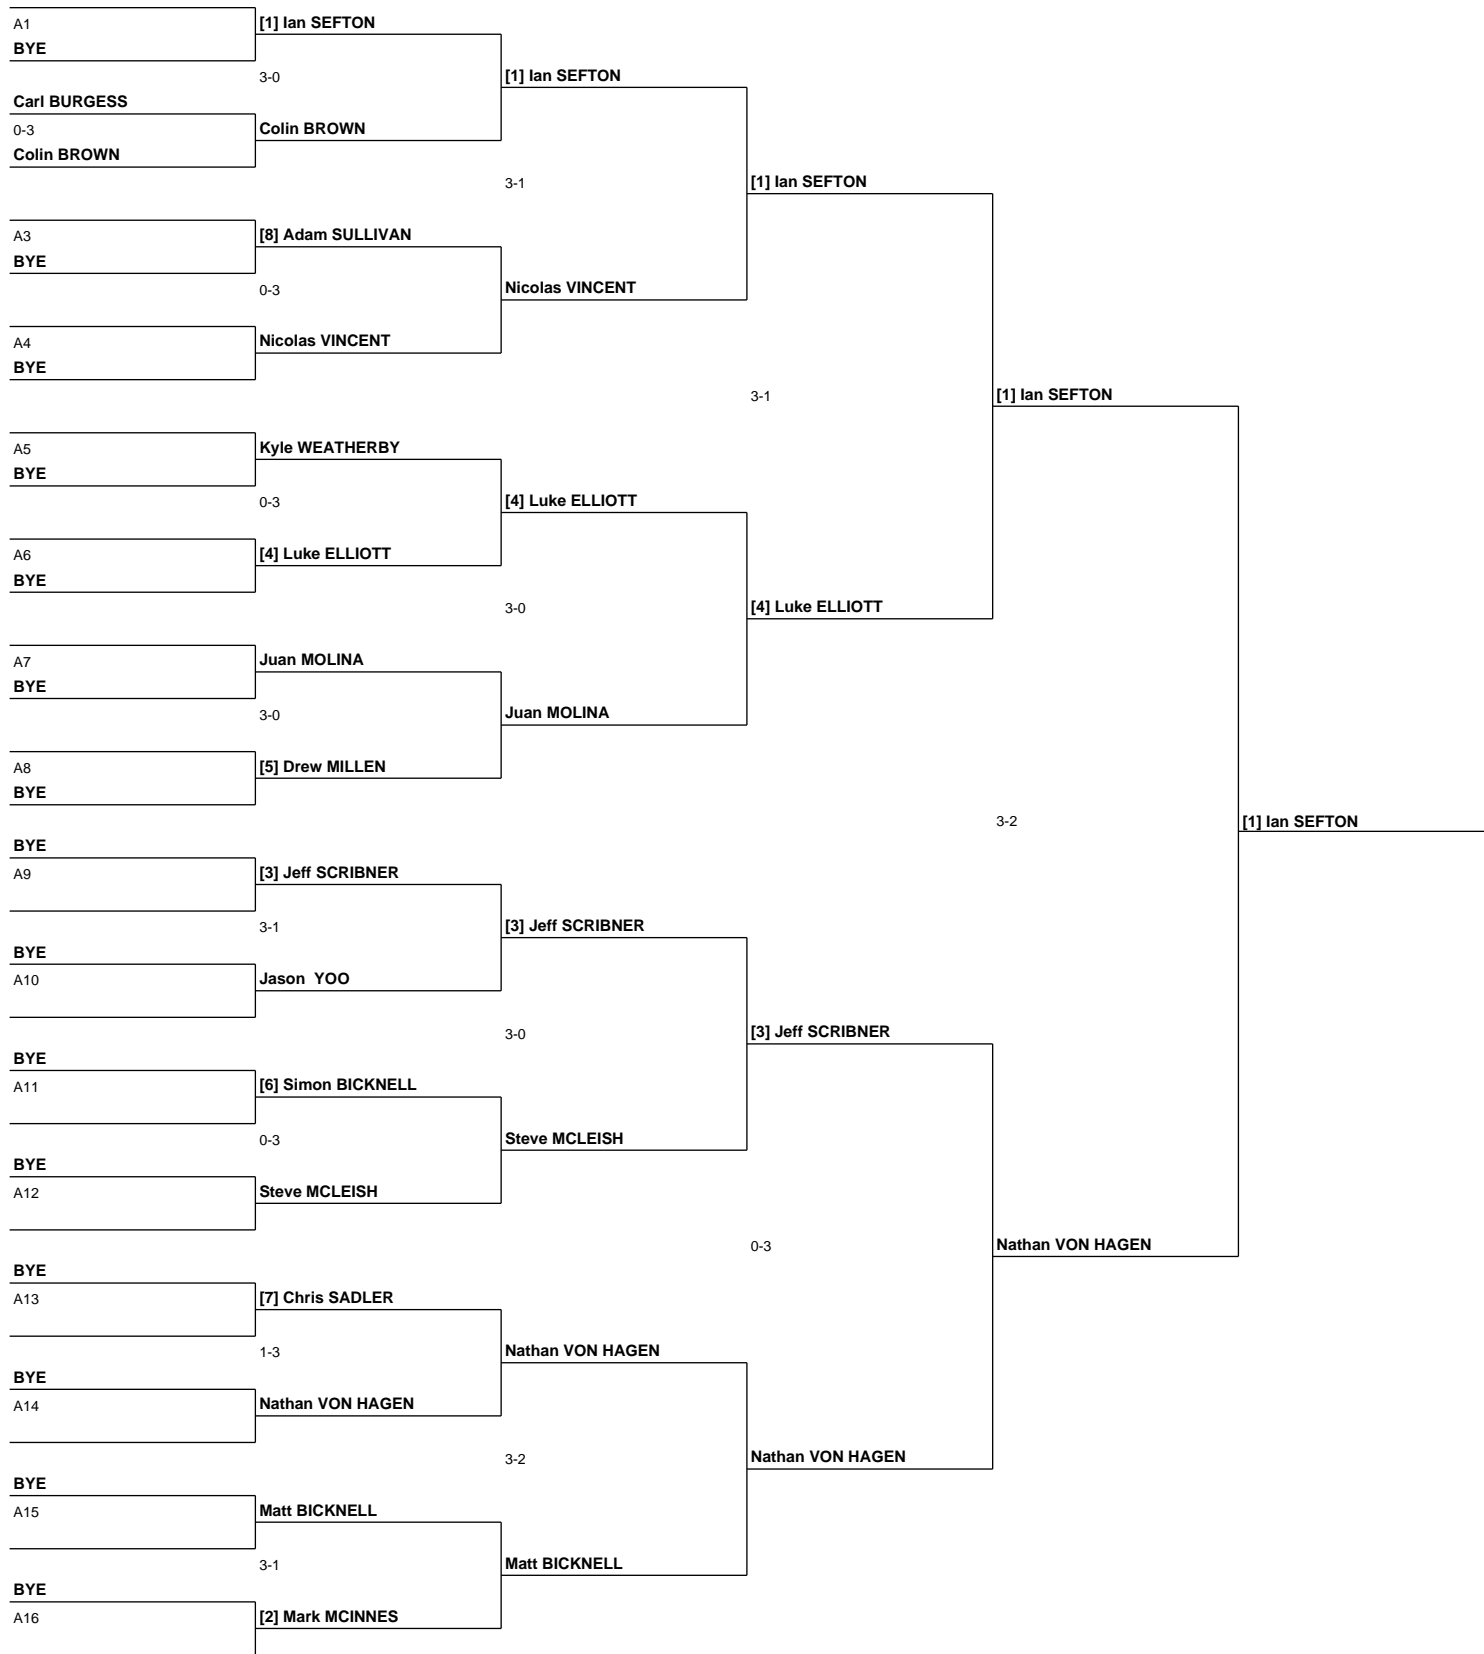 A1
BYE
[1] Ian SEFTON
3-0
Carl BURGESS
0-3
Colin BROWN
Colin BROWN
[1] Ian SEFTON
3-1
A3
BYE
[8] Adam SULLIVAN
0-3
A4
BYE
Nicolas VINCENT
Nicolas VINCENT
[1] Ian SEFTON
3-1
A5
BYE
Kyle WEATHERBY
0-3
A6
BYE
[4] Luke ELLIOTT
[4] Luke ELLIOTT
3-0
A7
BYE
Juan MOLINA
3-0
A8
BYE
[5] Drew MILLEN
Juan MOLINA
[4] Luke ELLIOTT
[1] Ian SEFTON
3-2
[1] Ian SEFTON
BYE
A9
[3] Jeff SCRIBNER
3-1
BYE
A10
Jason  YOO
[3] Jeff SCRIBNER
3-0
BYE
A11
[6] Simon BICKNELL
0-3
BYE
A12
Steve MCLEISH
Steve MCLEISH
[3] Jeff SCRIBNER
0-3
BYE
A13
[7] Chris SADLER
1-3
BYE
A14
Nathan VON HAGEN
Nathan VON HAGEN
3-2
BYE
A15
Matt BICKNELL
3-1
BYE
A16
[2] Mark MCINNES
Matt BICKNELL
Nathan VON HAGEN
Nathan VON HAGEN